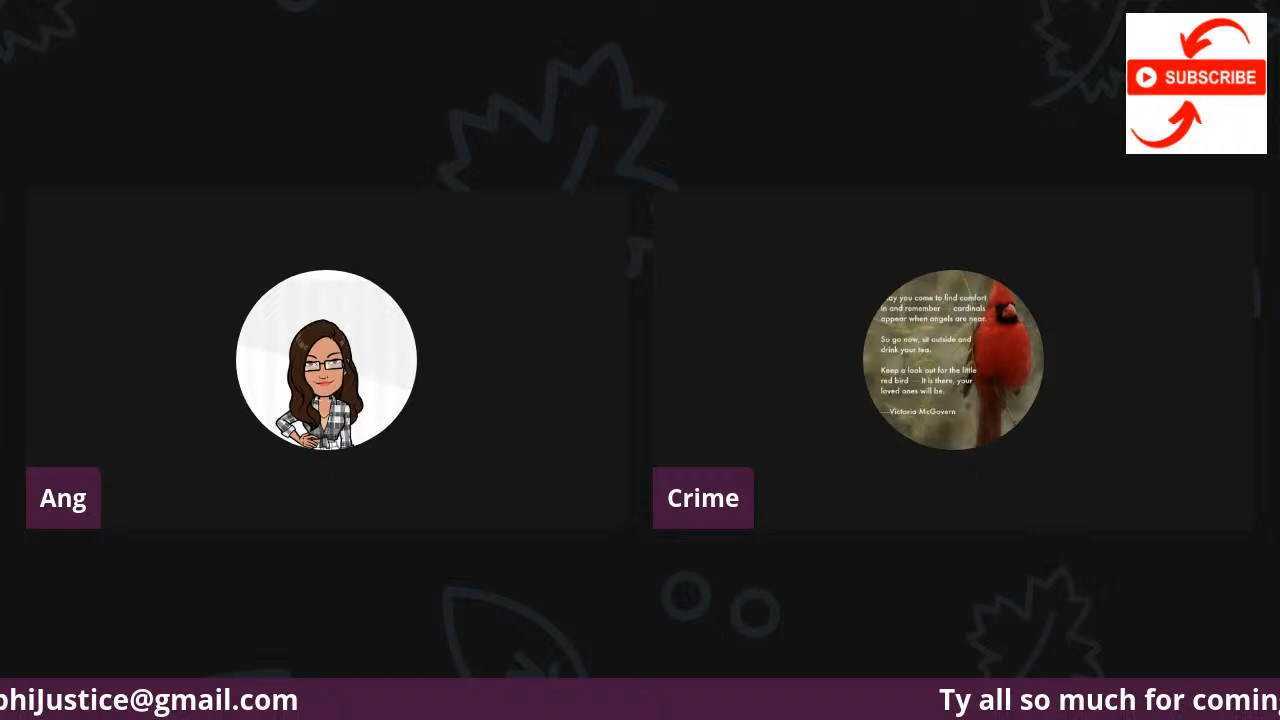 SUBSCRIBE
ay you come to find comfort
in and remember cardinals
appear when angels are near.
So go now, sit outside and
drink your tea.
Keep a look out for the little
red bird — It is there, your
loved ones will be.
—Victoria McGovern
Ang
Crime
phiJustice@gmail.com
Ty all so much for coming